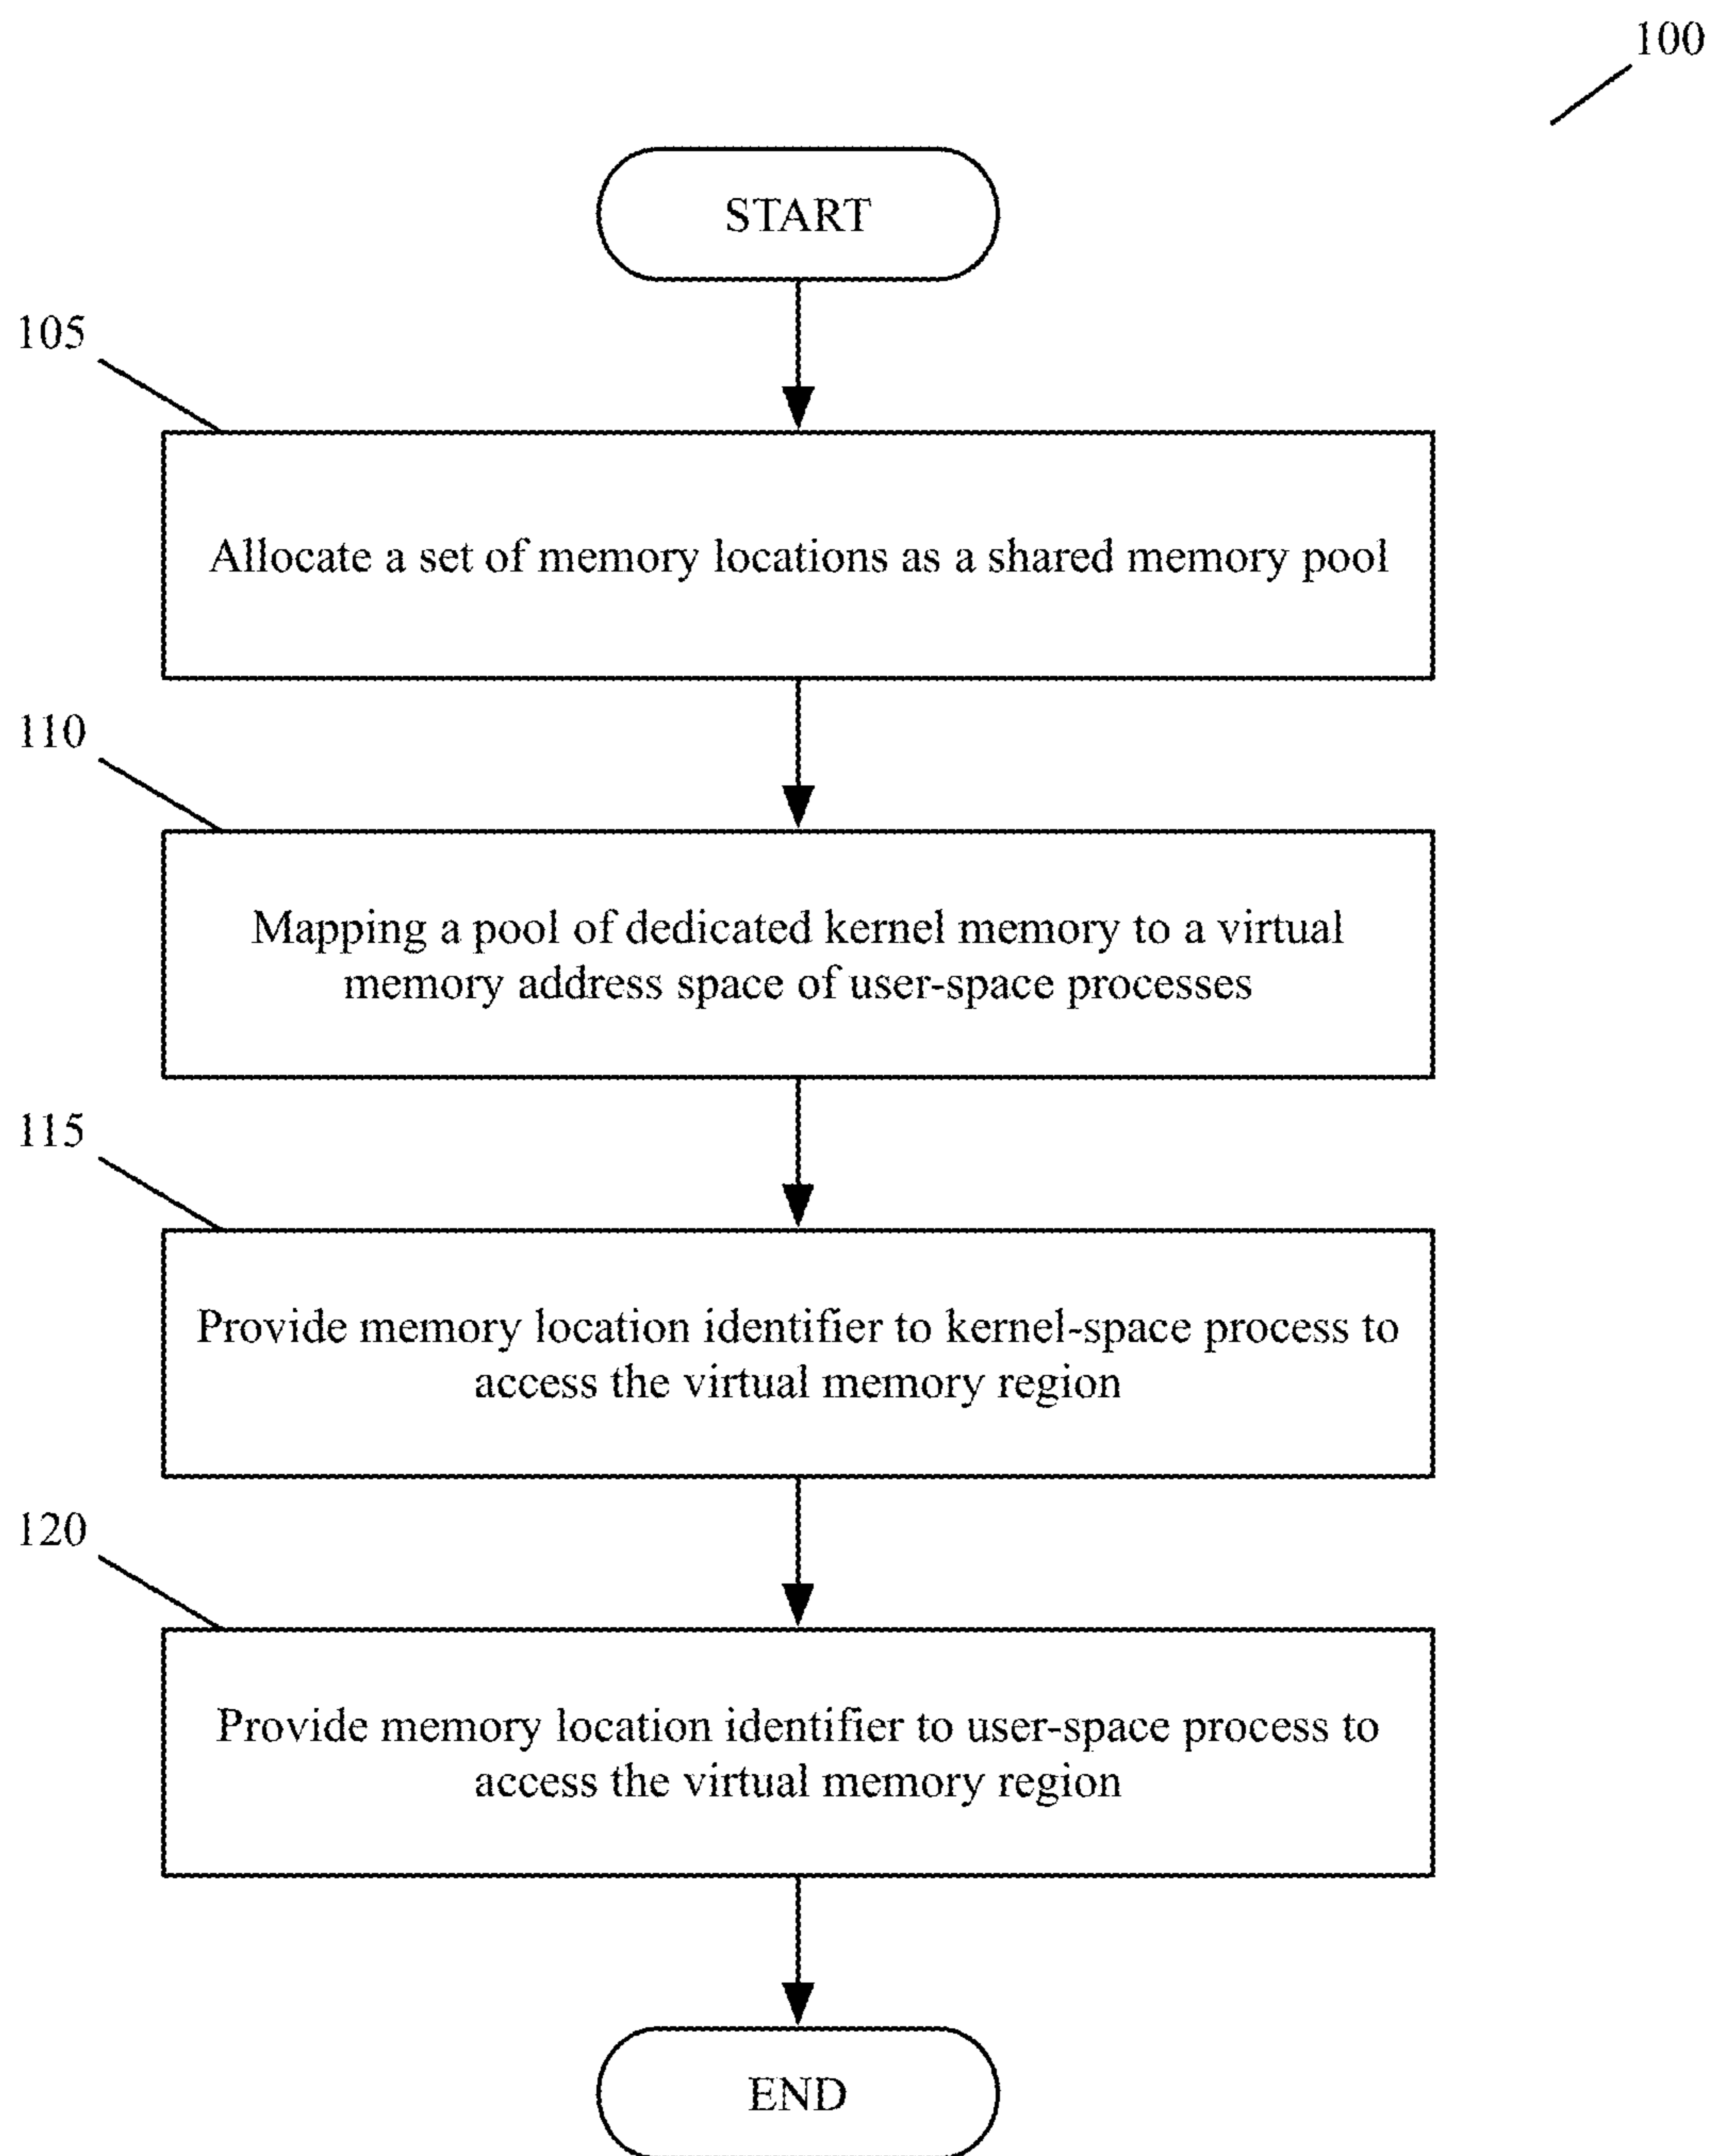 100
START
105
Allocate a set of memory locations as a shared memory pool
110
Mapping a pool of dedicated kernel memory to a virtual
memory address space of user-space processes
115
Provide memory location identifier to kernel-space process to
access the virtual memory region
120
Provide memory location identifier to user-space process to
access the virtual memory region
END